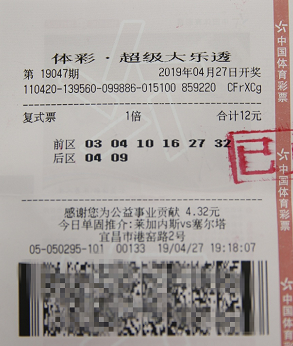 体彩·超级大乐透
第 19047期 2019年04月27日开奖
110420-139560-099886-015100 859220 CFrXCg
复式票 1倍 合计12元
前区 03 04 10 16 27 32
后区 04 09
已
感谢您为公益事业贡献 4.32元
今日单固推介:莱加内斯vs塞尔塔
宜昌市港窑路2号
05-050295-101 00133 19/04/27 19:18:07
中国体育彩票
中国体育彩票
中国体育彩票